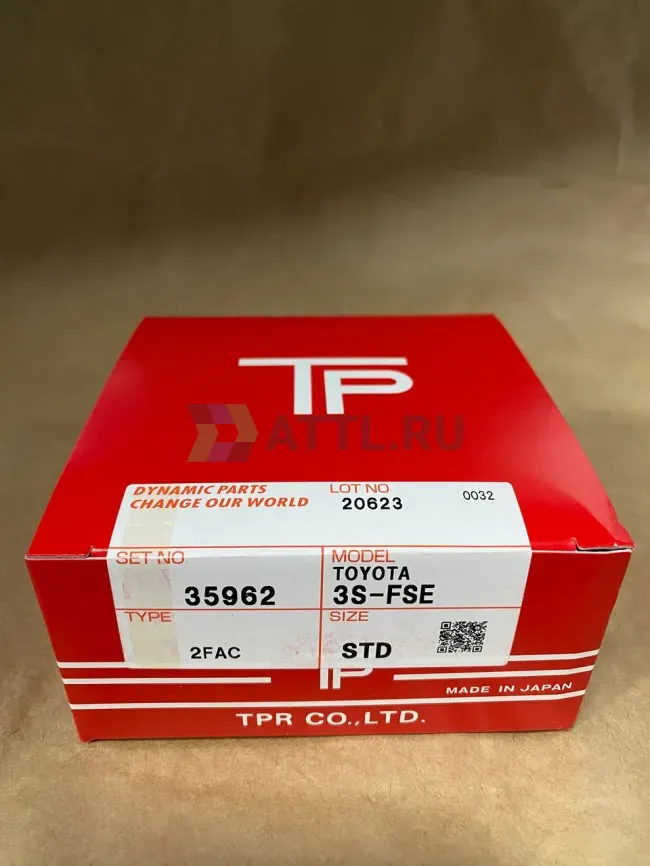 TP
ATTL.RU
DYNAMIC PARTS
CHANGE OUR WORLD
LOT NO
20623
0032
SET NO.
35962
MODEL
TOYOTA
3S-FSE
TYPE
2FAC
SIZE
STD
TP
MADE IN JAPAN
TPR CO.,LTD.